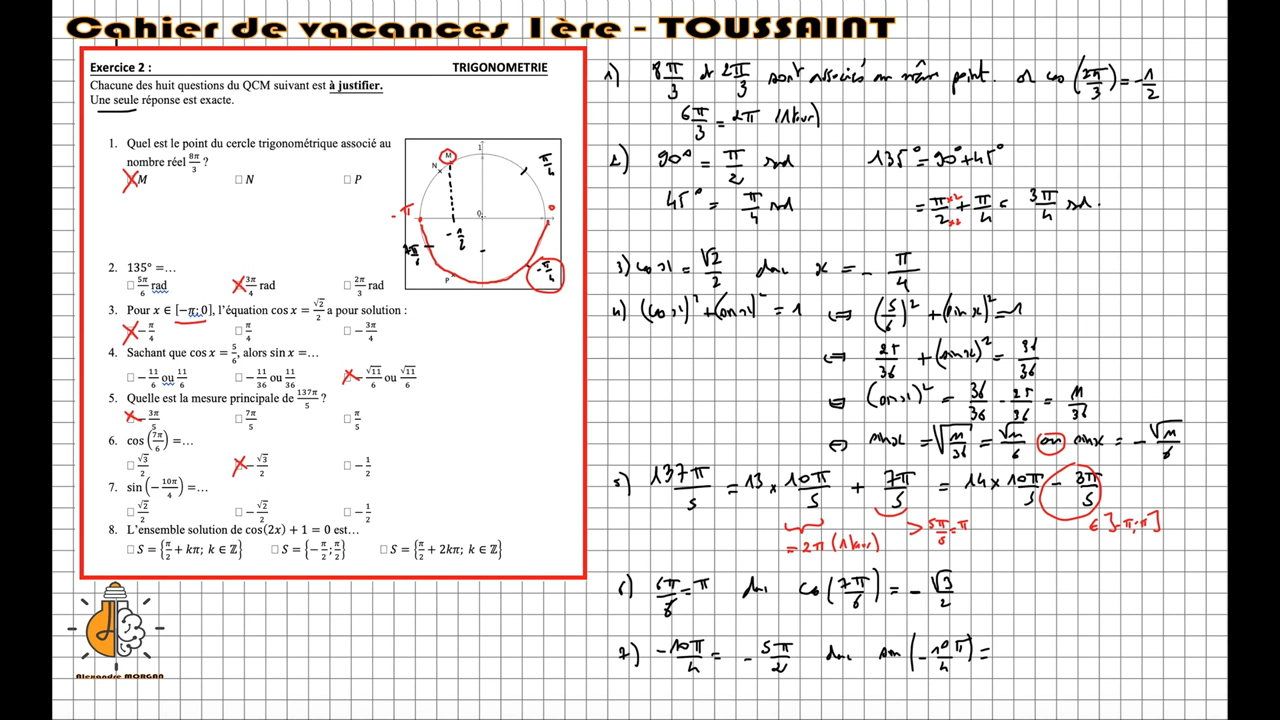 Cahier de vacances 1ère - TOUSSAINT
Exercice 2 : TRIGONOMETRIE
Chacune des huit questions du QCM suivant est à justifier.
Une seule réponse est exacte.
1. Quel est le point du cercle trigonométrique associé au
nombre réel 8π/3 ?
☐ M ☐ N ☐ P
2. 135° =…
☐ 5π/6 rad ☐ 3π/4 rad ☐ 2π/3 rad
3. Pour x ∈ [−π; 0], l'équation cos x = √2/2 a pour solution :
☐ − π/4 ☐ π/4 ☐ − 3π/4
4. Sachant que cos x = 5/6, alors sin x =…
☐ − 11/6 ou 11/6 ☐ − 11/36 ou 11/36 ☐ − √11/6 ou √11/6
5. Quelle est la mesure principale de 137π/5 ?
☐ − 3π/5 ☐ 7π/5 ☐ π/5
6. cos (7π/6) =…
☐ √3/2 ☐ − √3/2 ☐ − 1/2
7. sin (− 10π/4) =…
☐ √2/2 ☐ − √2/2 ☐ − 1/2
8. L'ensemble solution de cos(2x) + 1 = 0 est…
☐ S = {π/2 + kπ; k ∈ ℤ} ☐ S = {− π/2 ; π/2} ☐ S = {π/2 + 2kπ; k ∈ ℤ}
M
1
N
π/4
- π
0
0
- 1/2
7π/6
P
- π/4
1) 8π/3 et 2π/3 sont associés au même point. or cos (2π/3) = - 1/2
6π/3 = 2π (1 tour)
2) 90° = π/2 rad 135° = 90° + 45°
45° = π/4 rad = π×2/2×2 + π/4 = 3π/4 rad.
3) cos x = √2/2 donc x = - π/4
4) (cos x)² + (sin x)² = 1 ⇔ (5/6)² + (sin x)² = 1
⇔ 25/36 + (sin x)² = 36/36
⇔ (sin x)² = 36/36 - 25/36 = 11/36
⇔ sin x = √11/36 = √11/6 ou sin x = - √11/6
5) 137π/5 = 13 × 10π/5 + 7π/5 = 14 × 10π/5 - 3π/5
= 2π (1 tour) > 5π/5 = π ∈ ]-π; π]
6) 6π/6 = π donc cos (7π/6) = - √3/2
7) - 10π/4 = - 5π/2 donc sin (- 10π/4) =
Alexandre MORGAN